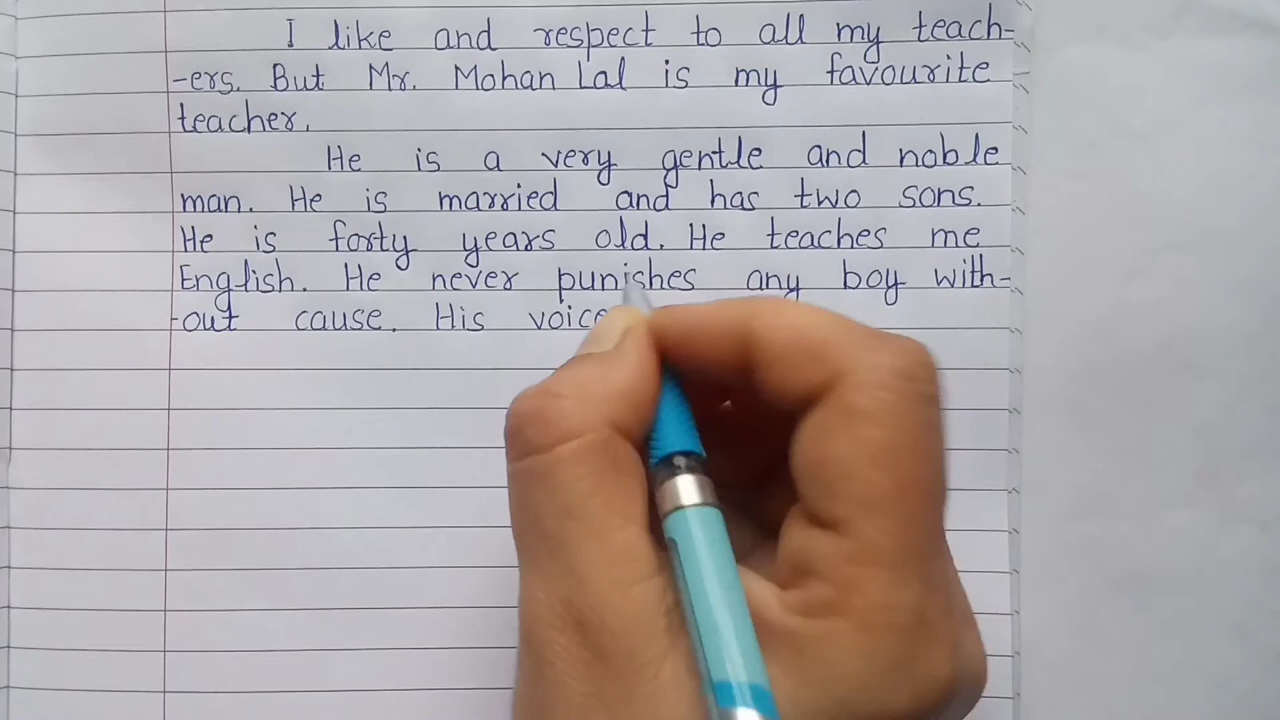 I like and respect to all my teach-
-ers. But Mr. Mohan Lal is my favourite
teacher.
He is a very gentle and noble
man. He is married and has two sons.
He is forty years old. He teaches me
English. He never punishes any boy with-
-out cause. His voice